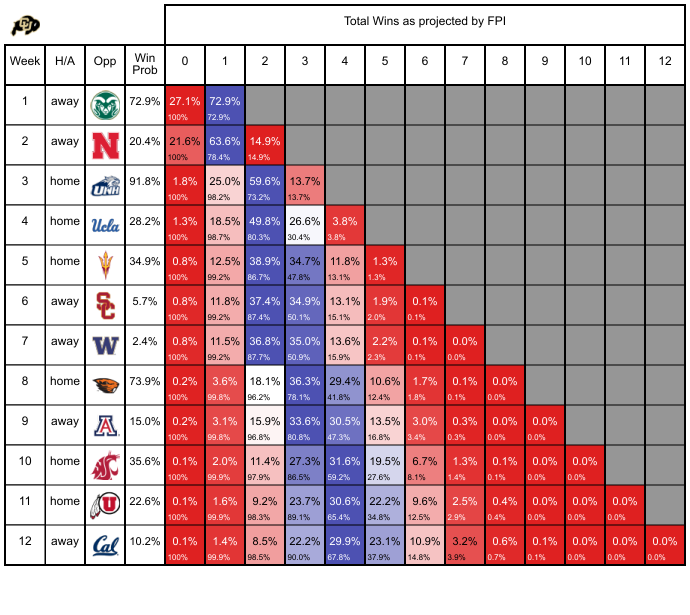 Total Wins as projected by FPI
Week H/A Opp Win Prob 0 1 2 3 4 5 6 7 8 9 10 11 12
1 away 72.9% 27.1% 72.9%
100% 72.9%
2 away N 20.4% 21.6% 63.6% 14.9%
100% 78.4% 14.9%
3 home UNH 91.8% 1.8% 25.0% 59.6% 13.7%
100% 98.2% 73.2% 13.7%
4 home Ucla 28.2% 1.3% 18.5% 49.8% 26.6% 3.8%
100% 98.7% 80.3% 30.4% 3.8%
5 home 34.9% 0.8% 12.5% 38.9% 34.7% 11.8% 1.3%
100% 99.2% 86.7% 47.8% 13.1% 1.3%
6 away SC 5.7% 0.8% 11.8% 37.4% 34.9% 13.1% 1.9% 0.1%
100% 99.2% 87.4% 50.1% 15.1% 2.0% 0.1%
7 away W 2.4% 0.8% 11.5% 36.8% 35.0% 13.6% 2.2% 0.1% 0.0%
100% 99.2% 87.7% 50.9% 15.9% 2.3% 0.1% 0.0%
8 home 73.9% 0.2% 3.6% 18.1% 36.3% 29.4% 10.6% 1.7% 0.1% 0.0%
100% 99.8% 96.2% 78.1% 41.8% 12.4% 1.8% 0.1% 0.0%
9 away A 15.0% 0.2% 3.1% 15.9% 33.6% 30.5% 13.5% 3.0% 0.3% 0.0% 0.0%
100% 99.8% 96.8% 80.8% 47.3% 16.8% 3.4% 0.3% 0.0% 0.0%
10 home 35.6% 0.1% 2.0% 11.4% 27.3% 31.6% 19.5% 6.7% 1.3% 0.1% 0.0% 0.0%
100% 99.9% 97.9% 86.5% 59.2% 27.6% 8.1% 1.4% 0.1% 0.0% 0.0%
11 home U 22.6% 0.1% 1.6% 9.2% 23.7% 30.6% 22.2% 9.6% 2.5% 0.4% 0.0% 0.0% 0.0%
100% 99.9% 98.3% 89.1% 65.4% 34.8% 12.5% 2.9% 0.4% 0.0% 0.0% 0.0%
12 away Cal 10.2% 0.1% 1.4% 8.5% 22.2% 29.9% 23.1% 10.9% 3.2% 0.6% 0.1% 0.0% 0.0% 0.0%
100% 99.9% 98.5% 90.0% 67.8% 37.9% 14.8% 3.9% 0.7% 0.1% 0.0% 0.0% 0.0%